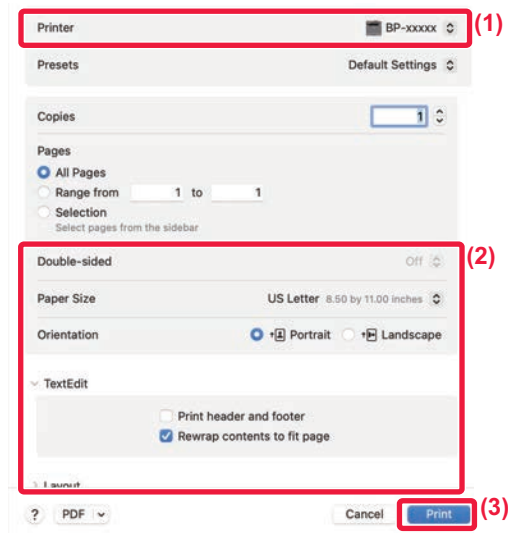 Printer BP-xxxxx (1)
Presets Default Settings
Copies 1
Pages
All Pages
Range from 1 to 1
Selection
Select pages from the sidebar
Double-sided Off (2)
Paper Size US Letter 8.50 by 11.00 inches
Orientation Portrait Landscape
TextEdit
Print header and footer
Rewrap contents to fit page
Layout
? PDF Cancel Print (3)